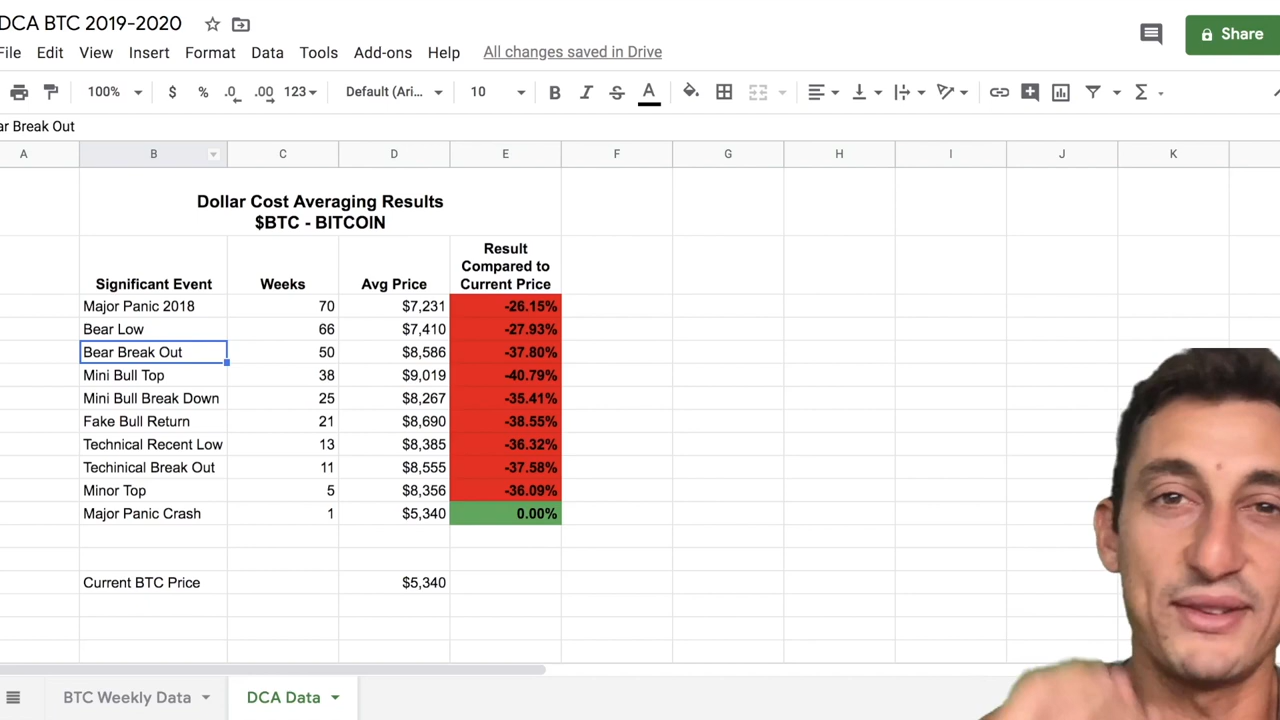 DCA BTC 2019-2020
Share
File Edit View Insert Format Data Tools Add-ons Help All changes saved in Drive
100% $ % .0 .00 123 Default (Ari... 10 B I S A Σ
ar Break Out
A B C D E F G H I J K
Dollar Cost Averaging Results
$BTC - BITCOIN
Result
Compared to
Significant Event Weeks Avg Price Current Price
Major Panic 2018 70 $7,231 -26.15%
Bear Low 66 $7,410 -27.93%
Bear Break Out 50 $8,586 -37.80%
Mini Bull Top 38 $9,019 -40.79%
Mini Bull Break Down 25 $8,267 -35.41%
Fake Bull Return 21 $8,690 -38.55%
Technical Recent Low 13 $8,385 -36.32%
Techinical Break Out 11 $8,555 -37.58%
Minor Top 5 $8,356 -36.09%
Major Panic Crash 1 $5,340 0.00%
Current BTC Price $5,340
BTC Weekly Data DCA Data